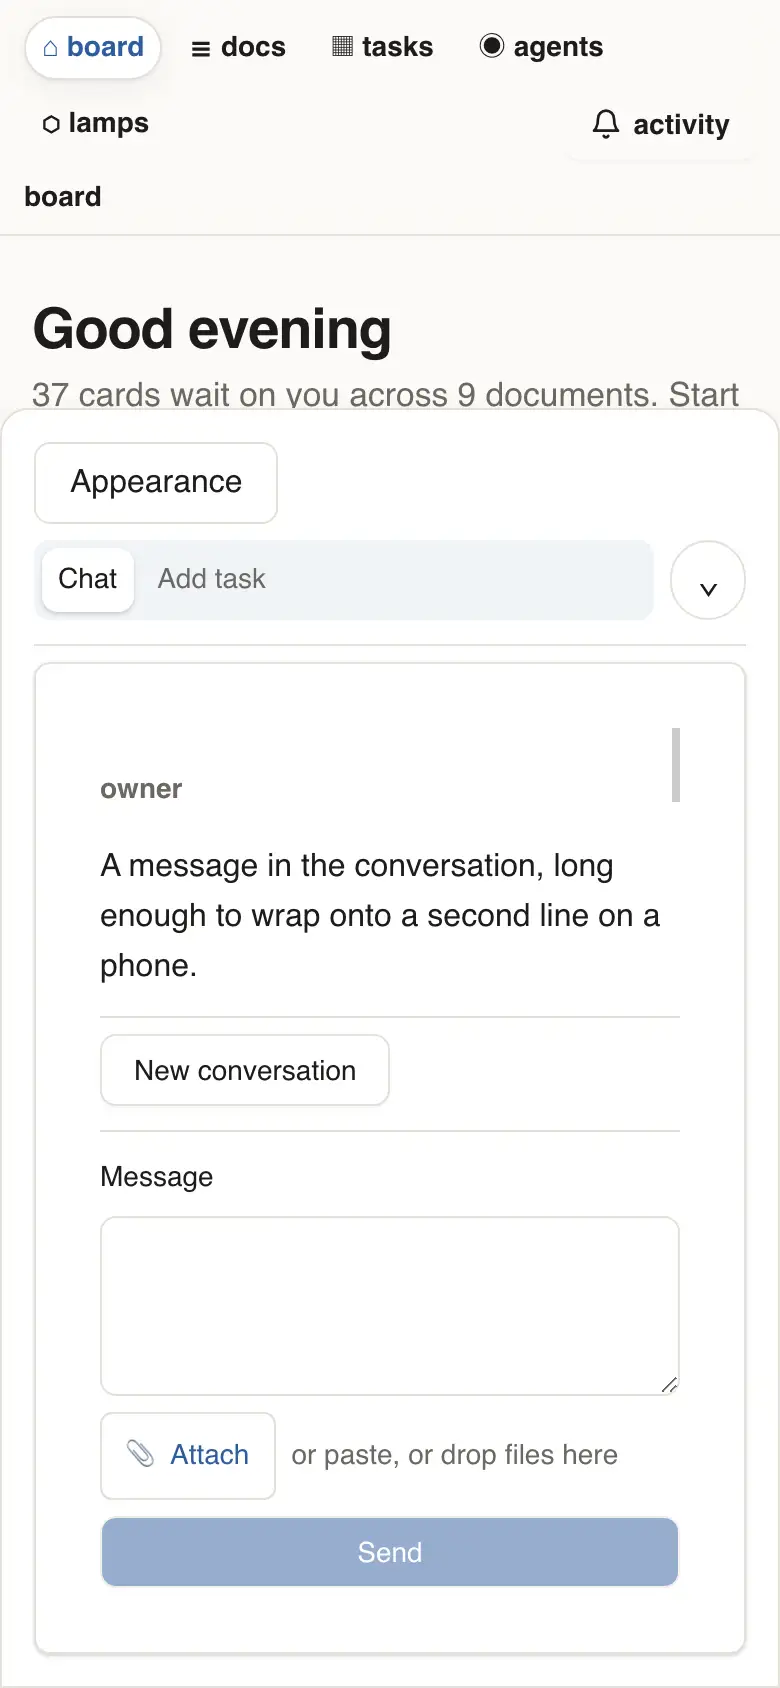 board docs tasks agents
lamps activity
board
Good evening
37 cards wait on you across 9 documents. Start
Appearance
Chat Add task
owner
A message in the conversation, long
enough to wrap onto a second line on a
phone.
New conversation
Message
Attach or paste, or drop files here
Send